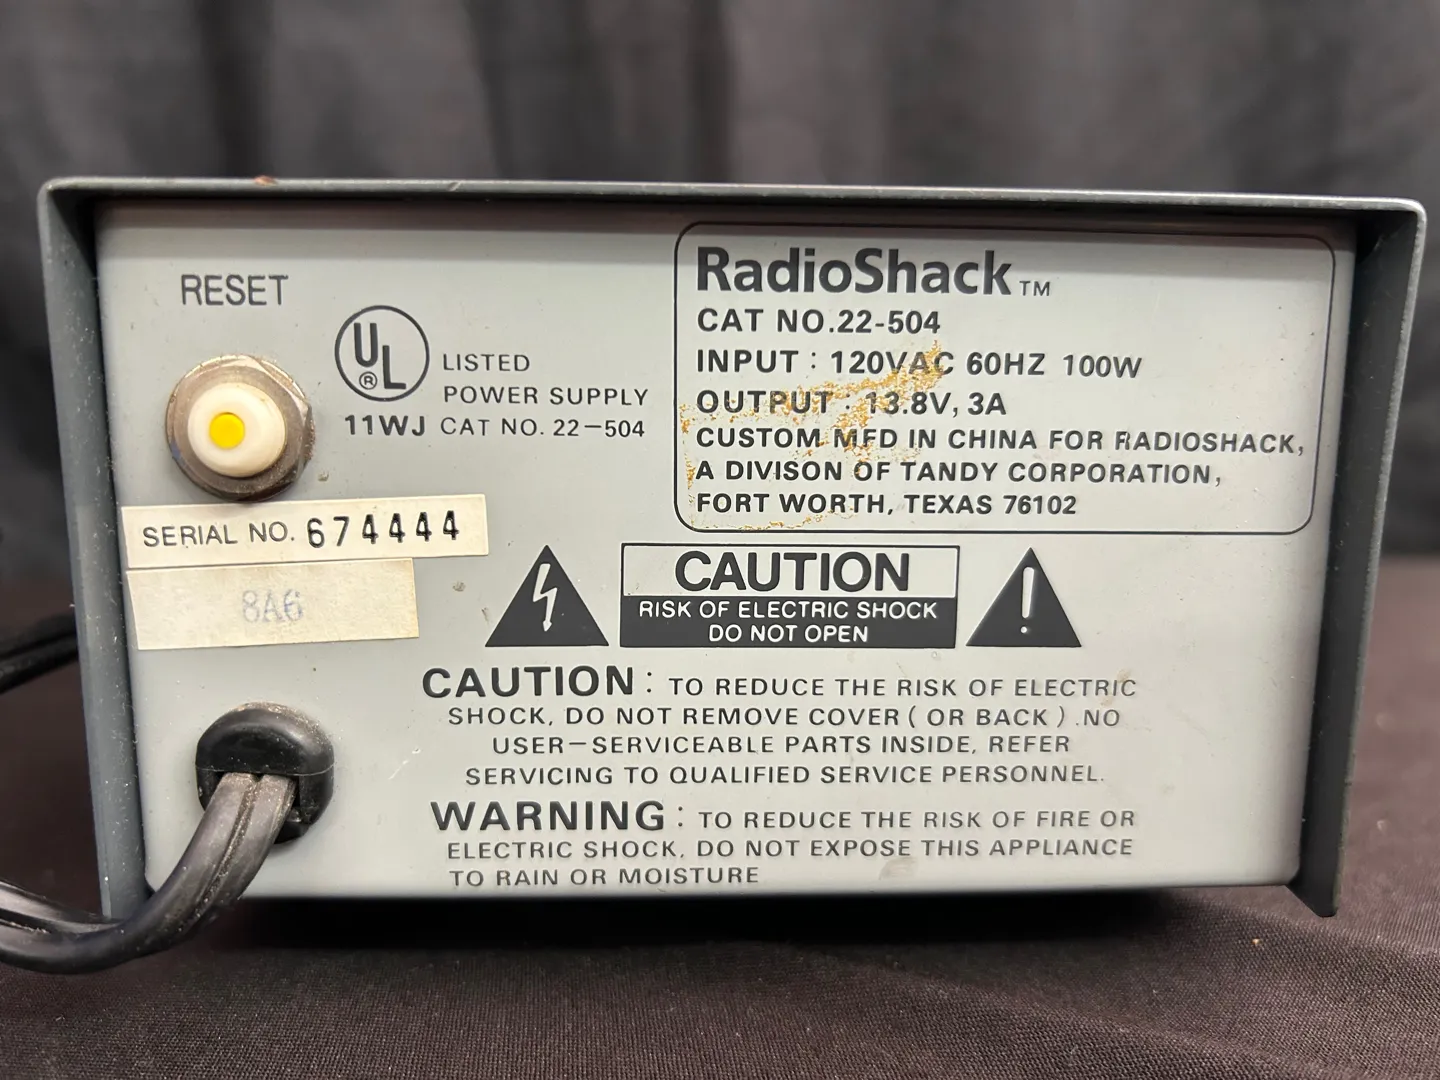 RESET
UL
®
LISTED
POWER SUPPLY
11WJ CAT NO. 22-504
RadioShack TM
CAT NO.22-504
INPUT : 120VAC 60HZ 100W
OUTPUT : 13.8V, 3A
CUSTOM MFD IN CHINA FOR RADIOSHACK,
A DIVISON OF TANDY CORPORATION,
FORT WORTH, TEXAS 76102
SERIAL NO. 674444
8A6
CAUTION
RISK OF ELECTRIC SHOCK
DO NOT OPEN
CAUTION : TO REDUCE THE RISK OF ELECTRIC
SHOCK, DO NOT REMOVE COVER ( OR BACK ) .NO
USER-SERVICEABLE PARTS INSIDE, REFER
SERVICING TO QUALIFIED SERVICE PERSONNEL.
WARNING : TO REDUCE THE RISK OF FIRE OR
ELECTRIC SHOCK, DO NOT EXPOSE THIS APPLIANCE
TO RAIN OR MOISTURE